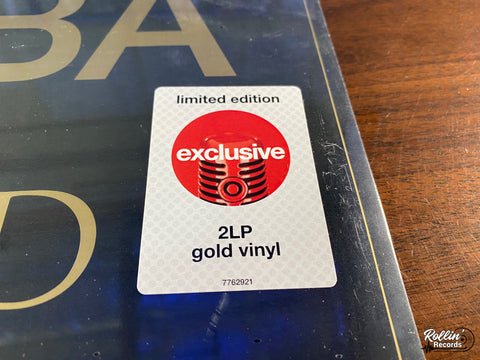 BA
D
limited edition
exclusive
2LP
gold vinyl
7762921
Rollin'
Records